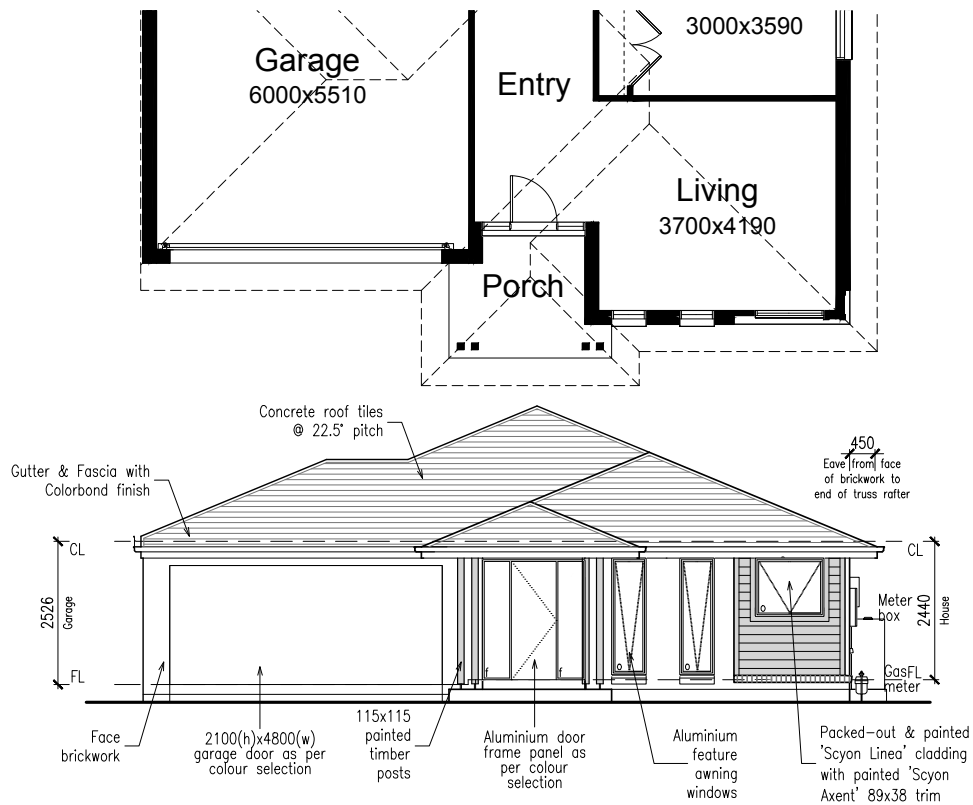 Garage
6000x5510
Entry
3000x3590
Living
3700x4190
Porch
Concrete roof tiles
@ 22.5° pitch
Gutter & Fascia with
Colorbond finish
450
Eave from face
of brickwork to
end of truss rafter
CL
CL
2526
Garage
2440
House
Meter
box
FL
GasFL
meter
f
f
Face
brickwork
2100(h)x4800(w)
garage door as per
colour selection
115x115
painted
timber
posts
Aluminium door
frame panel as
per colour
selection
Aluminium
feature
awning
windows
Packed-out & painted
'Scyon Linea' cladding
with painted 'Scyon
Axent' 89x38 trim